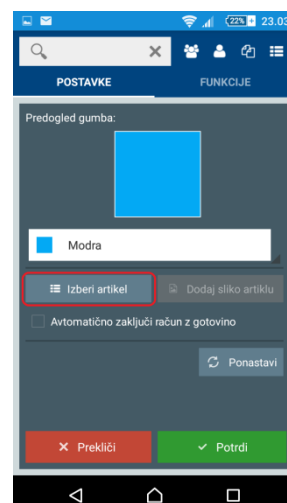 22% 23.03
POSTAVKE FUNKCIJE
Predogled gumba:
Modra
Izberi artikel Dodaj sliko artiklu
Avtomatično zaključi račun z gotovino
Ponastavi
Prekliči Potrdi